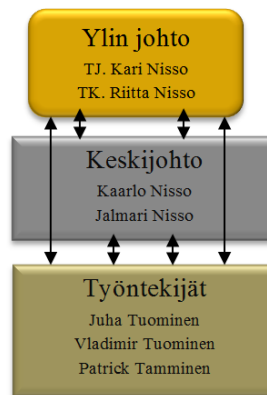 Ylin johto
TJ. Kari Nisso
TK. Riitta Nisso
Keskijohto
Kaarlo Nisso
Jalmari Nisso
Työntekijät
Juha Tuominen
Vladimir Tuominen
Patrick Tamminen